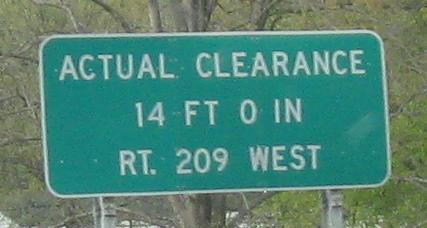 ACTUAL CLEARANCE
14 FT 0 IN
RT. 209 WEST